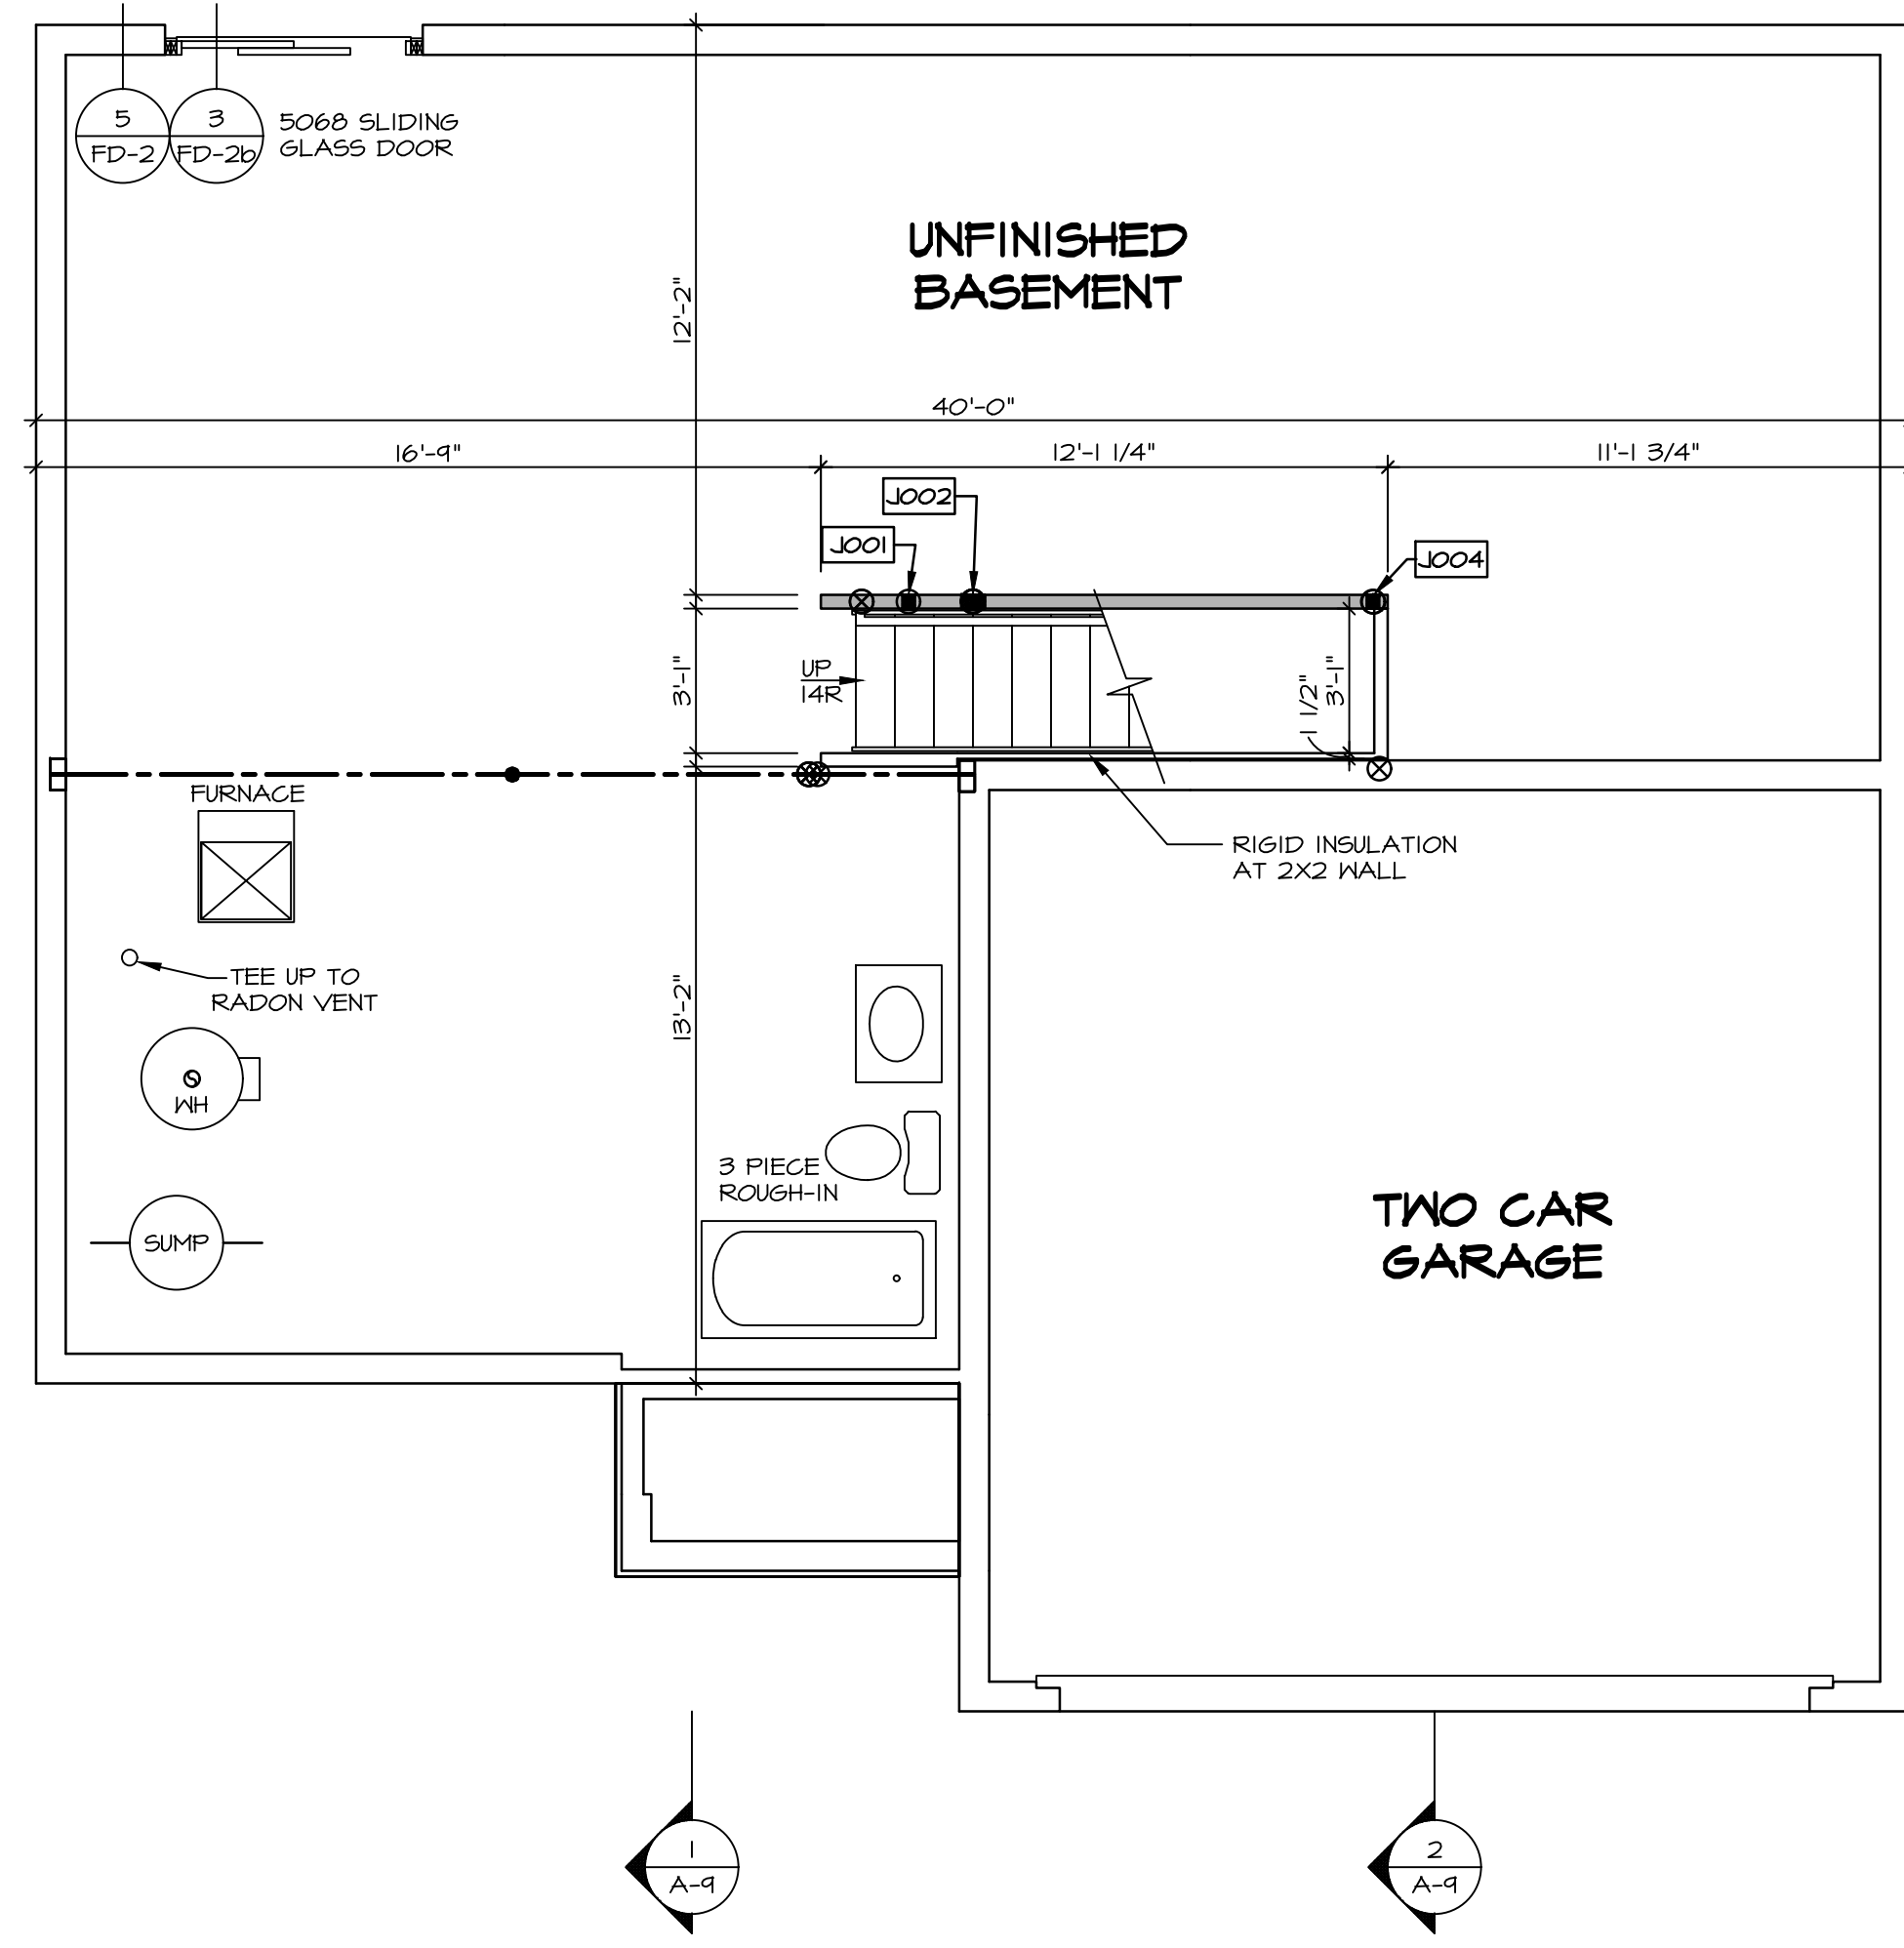 5
FD-2
3
FD-2b
5068 SLIDING
GLASS DOOR
UNFINISHED
BASEMENT
12'-2"
40'-0"
16'-9"
12'-1 1/4"
11'-1 3/4"
J002
J001
J004
3'-1"
UP
14R
1 1/2"
3'-1"
FURNACE
RIGID INSULATION
AT 2X2 WALL
TEE UP TO
RADON VENT
13'-2"
WH
3 PIECE
ROUGH-IN
SUMP
TWO CAR
GARAGE
1
A-9
2
A-9